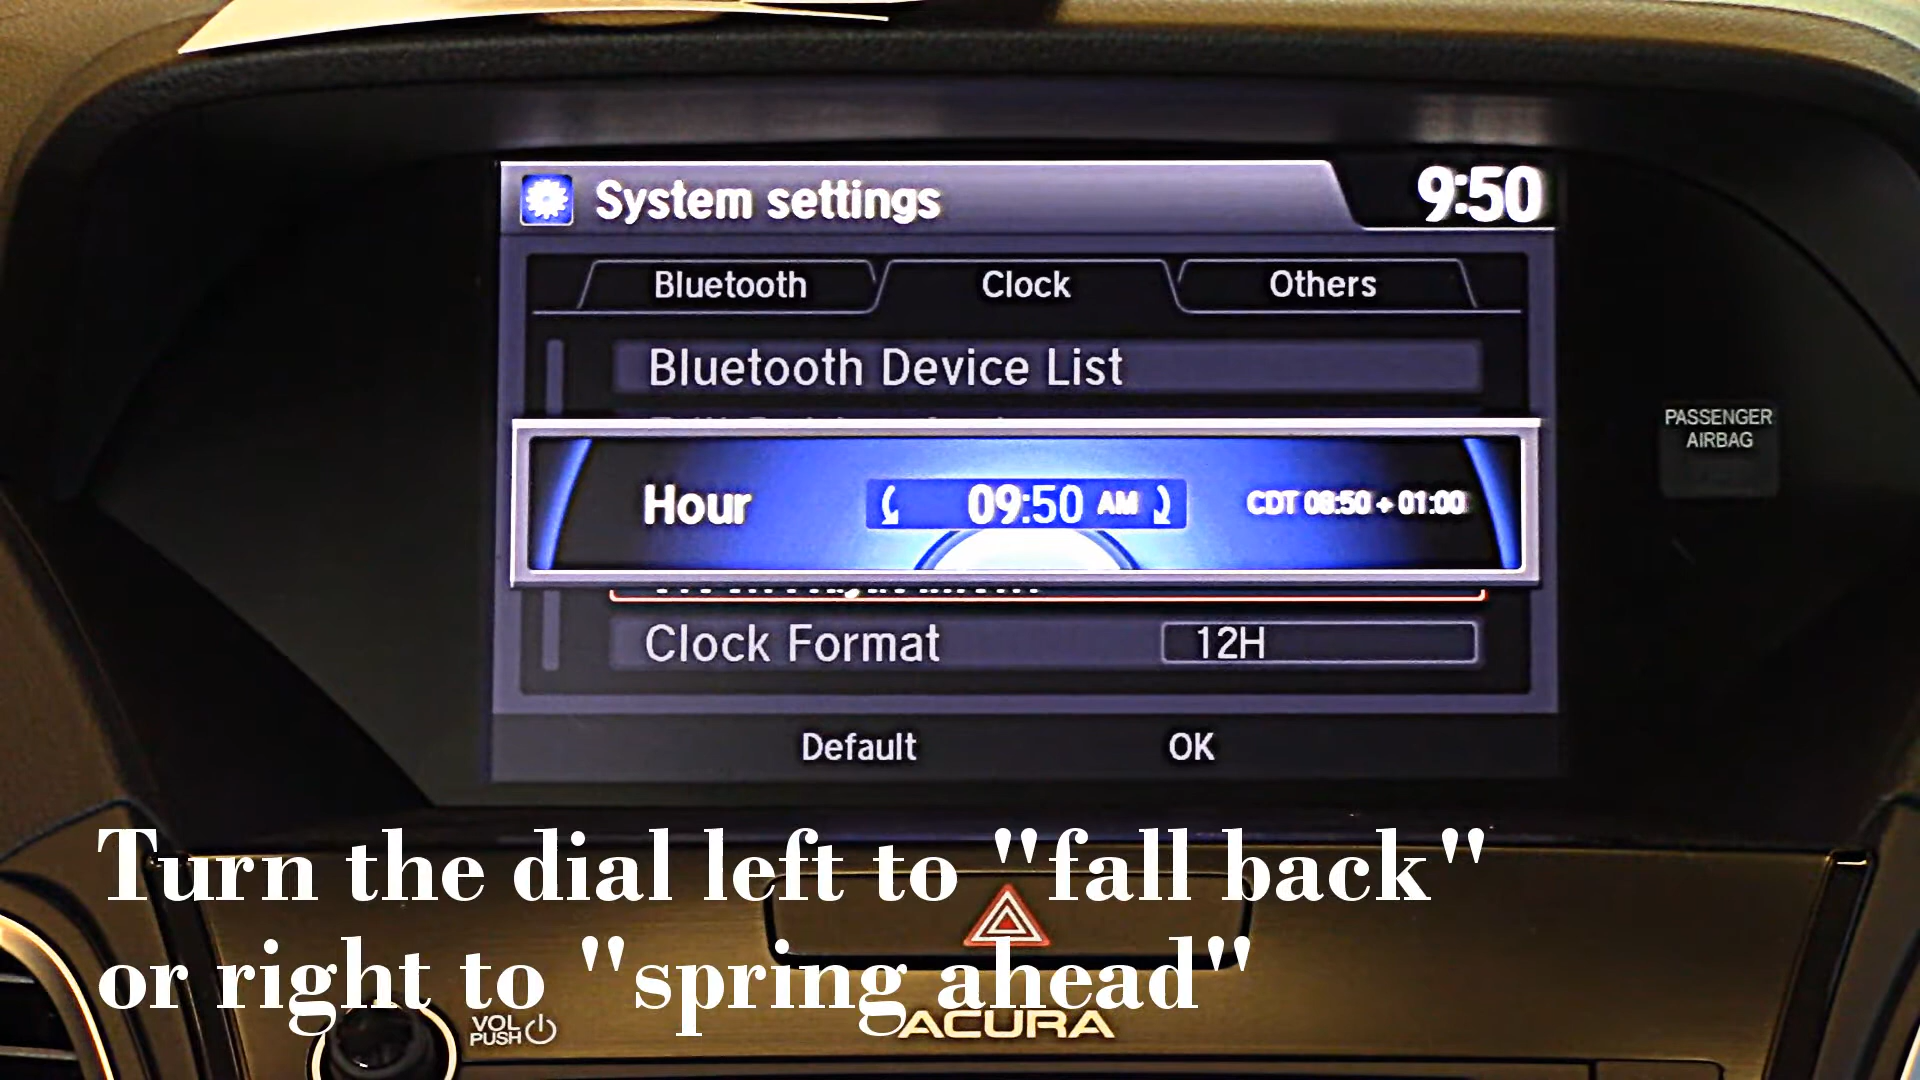 System settings
9:50
Bluetooth
Clock
Others
Bluetooth Device List
Hour
09:50 AM
CDT 08:50 + 01:00
Clock Format
12H
Default
OK
PASSENGER
AIRBAG
Turn the dial left to "fall back"
or right to "spring ahead"
VOL
PUSH
ACURA